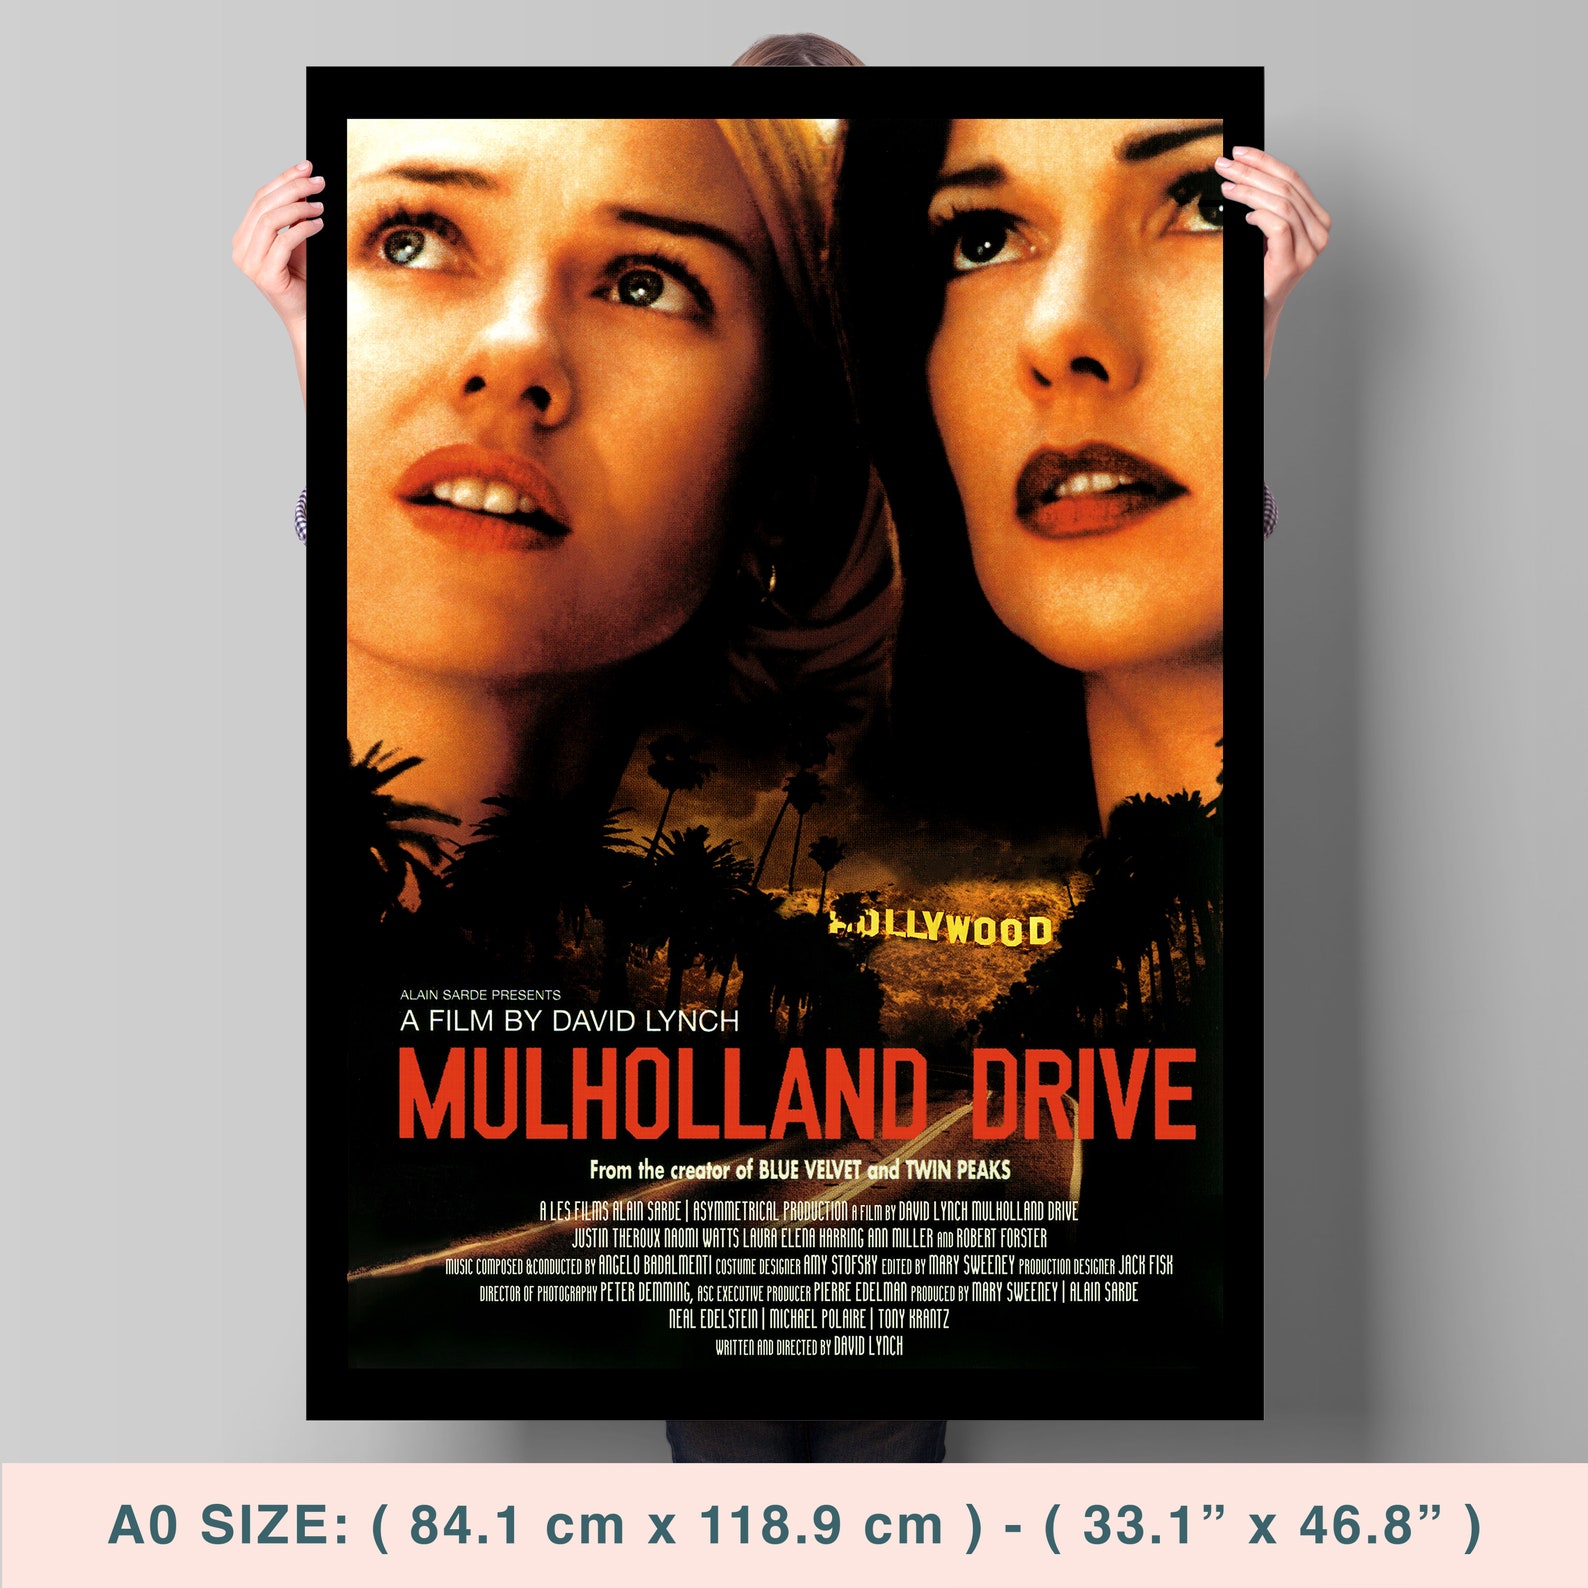 HOLLYWOOD
ALAIN SARDE PRESENTS
A FILM BY DAVID LYNCH
MULHOLLAND DRIVE
From the creator of BLUE VELVET and TWIN PEAKS
A LES FILMS ALAIN SARDE | ASYMMETRICAL PRODUCTION A FILM BY DAVID LYNCH MULHOLLAND DRIVE
JUSTIN THEROUX NAOMI WATTS LAURA ELENA HARRING ANN MILLER AND ROBERT FORSTER
MUSIC COMPOSED &CONDUCTED BY ANGELO BADALMENTI COSTUME DESIGNER AMY STOFSKY EDITED BY MARY SWEENEY PRODUCTION DESIGNER JACK FISK
DIRECTOR OF PHOTOGRAPHY PETER DEMMING, ASC EXECUTIVE PRODUCER PIERRE EDELMAN PRODUCED BY MARY SWEENEY | ALAIN SARDE
NEAL EDELSTEIN | MICHAEL POLAIRE | TONY KRANTZ
WRITTEN AND DIRECTED BY DAVID LYNCH
A0 SIZE: ( 84.1 cm x 118.9 cm ) - ( 33.1” x 46.8” )